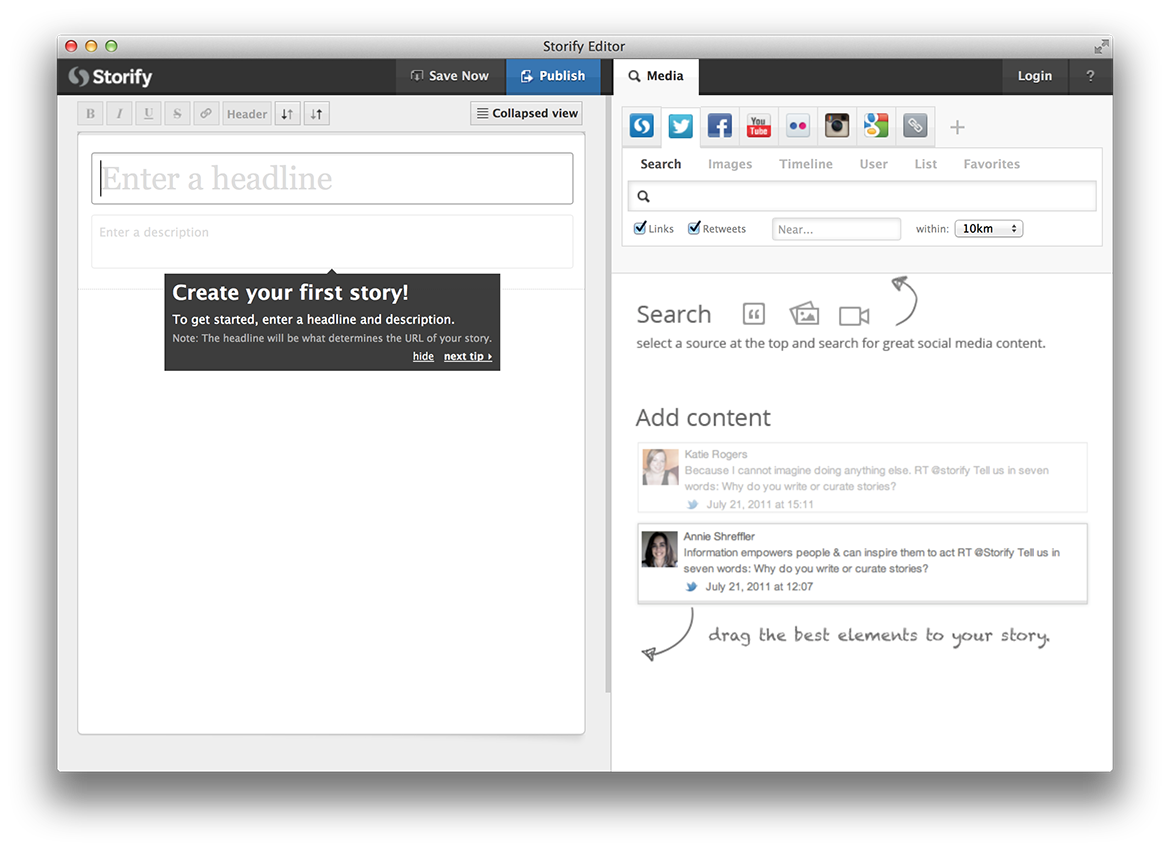 Storify Editor
Storify
Save Now
Publish
Media
Login
?
B I U S Header
Collapsed view
Enter a headline
Enter a description
Create your first story!
To get started, enter a headline and description.
Note: The headline will be what determines the URL of your story.
hide next tip
You
Tube
Search Images Timeline User List Favorites
Links Retweets Near... within: 10km
Search
select a source at the top and search for great social media content.
Add content
Katie Rogers
Because I cannot imagine doing anything else. RT @storify Tell us in seven
words: Why do you write or curate stories?
July 21, 2011 at 15:11
Annie Shreffler
Information empowers people & can inspire them to act RT @Storify Tell us in
seven words: Why do you write or curate stories?
July 21, 2011 at 12:07
drag the best elements to your story.